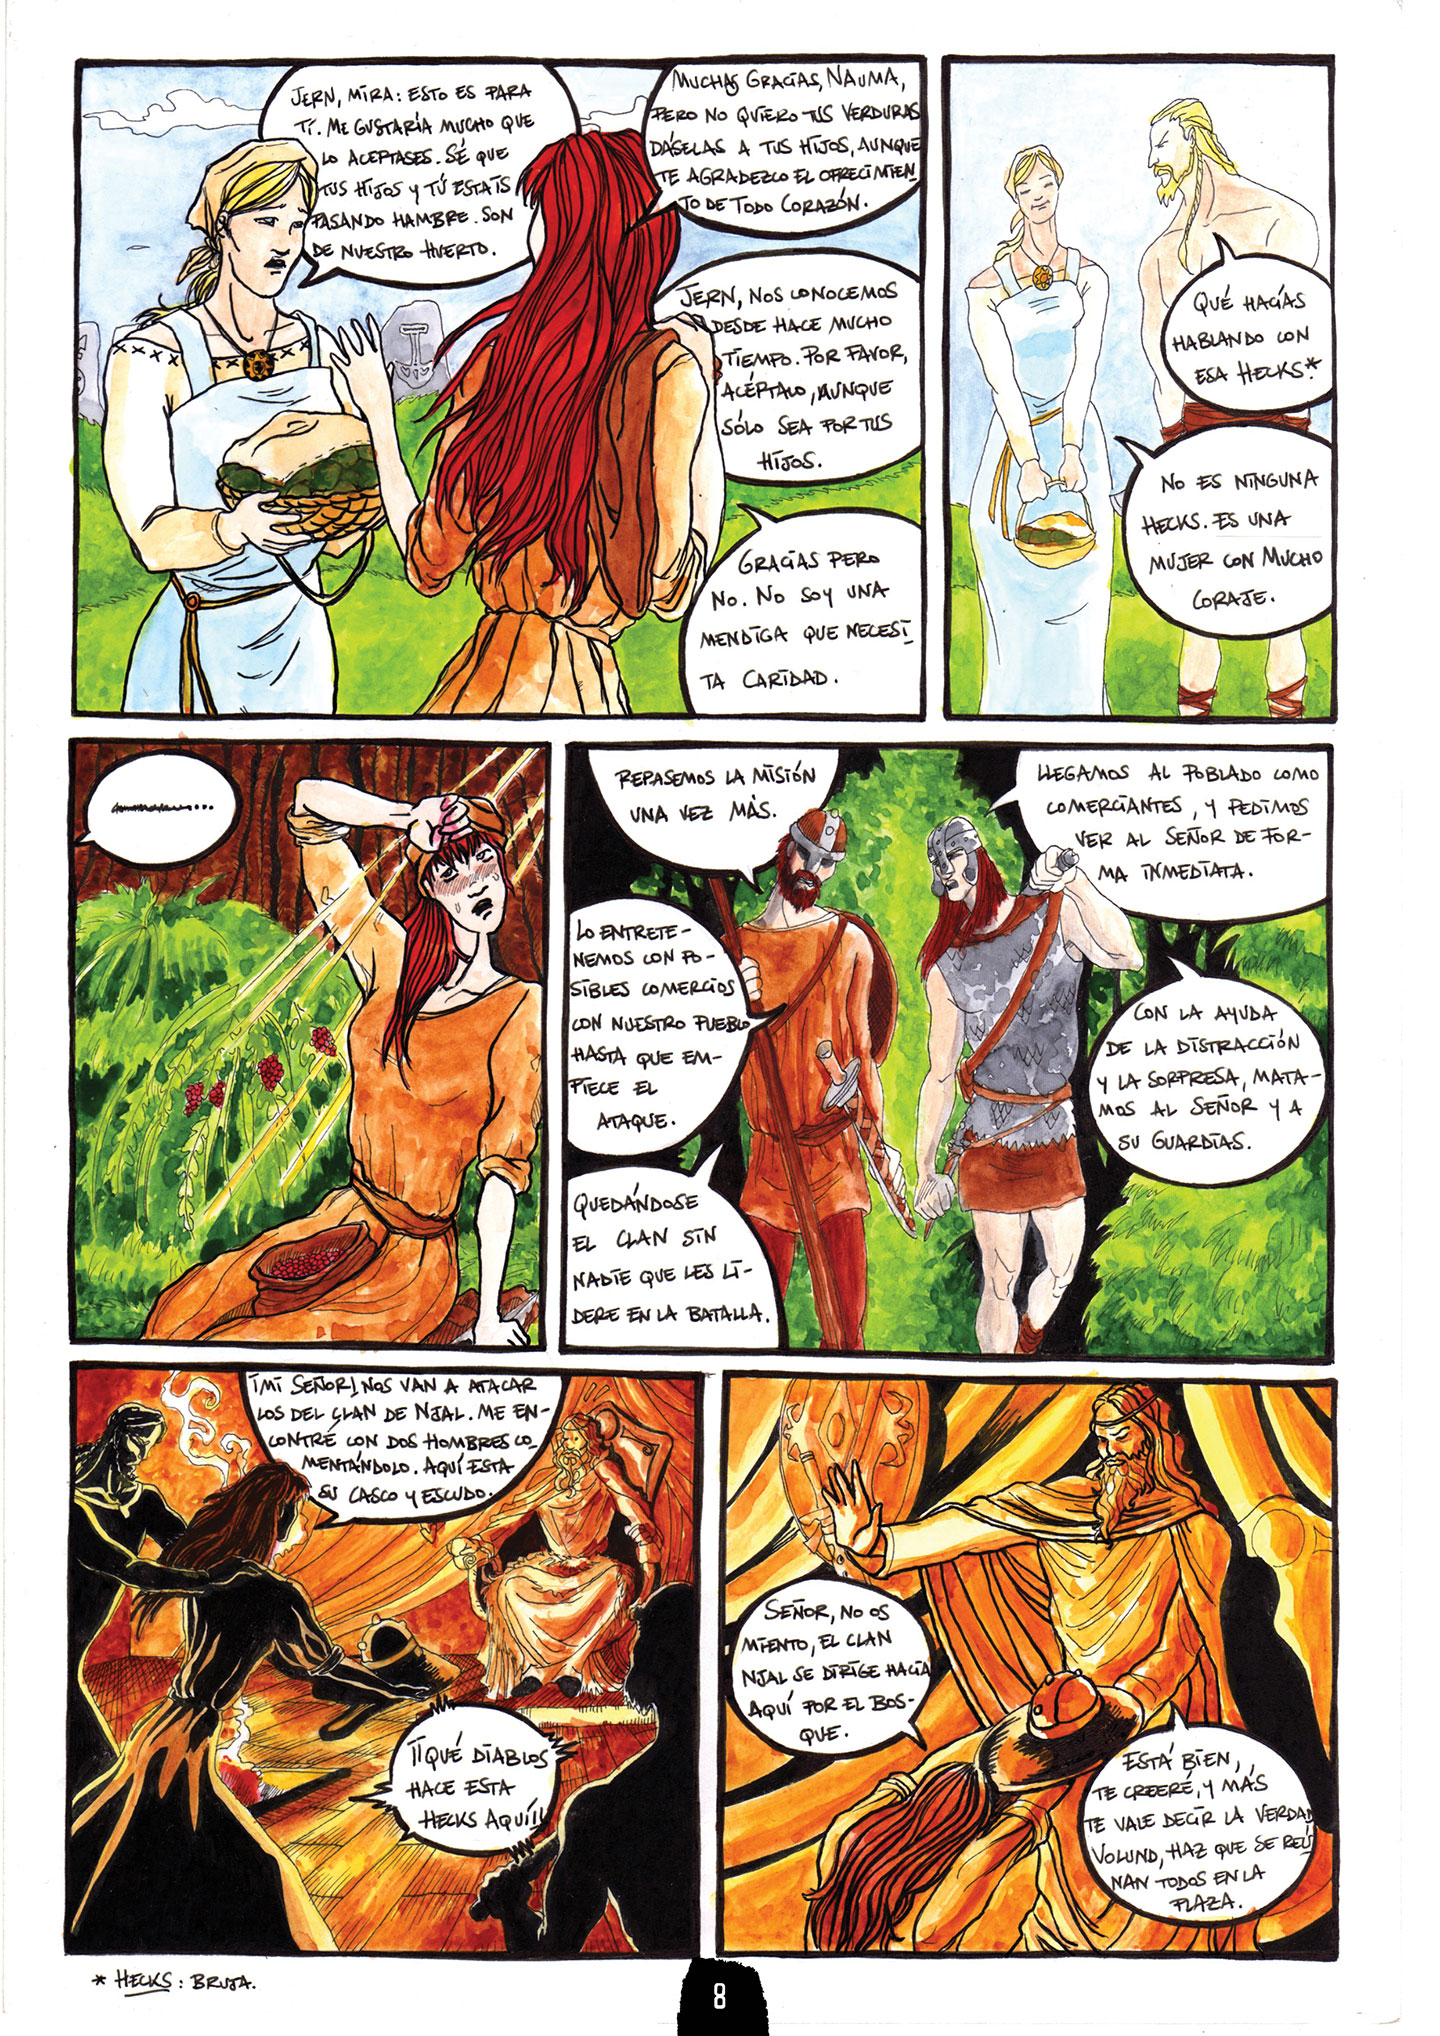 JERN, MIRA: ESTO ES PARA
TÍ. ME GUSTARÍA MUCHO QUE
LO ACEPTASES. SÉ QUE
TUS HIJOS Y TÚ ESTAIS
PASANDO HAMBRE. SON
DE NUESTRO HUERTO.
MUCHAS GRACIAS, NAUMA,
PERO NO QUIERO TUS VERDURAS
DÁSELAS A TUS HIJOS, AUNQUE
TE AGRADEZCO EL OFRECIMIEN-
TO DE TODO CORAZÓN.
JERN, NOS CONOCEMOS
DESDE HACE MUCHO
TIEMPO. POR FAVOR,
ACÉPTALO, AUNQUE
SÓLO SEA POR TUS
HIJOS.
GRACIAS PERO
NO. NO SOY UNA
MENDIGA QUE NECESI-
TA CARIDAD.
QUÉ HACÍAS
HABLANDO CON
ESA HECKS?*
NO ES NINGUNA
HECKS. ES UNA
MUJER CON MUCHO
CORAJE.
REPASEMOS LA MISIÓN
UNA VEZ MÁS.
LLEGAMOS AL POBLADO COMO
COMERCIANTES, Y PEDIMOS
VER AL SEÑOR DE FOR-
MA INMEDIATA.
LO ENTRETE-
NEMOS CON PO-
SIBLES COMERCIOS
CON NUESTRO PUEBLO
HASTA QUE EM-
PIECE EL
ATAQUE.
CON LA AYUDA
DE LA DISTRACCIÓN
Y LA SORPRESA, MATA-
MOS AL SEÑOR Y A
SU GUARDIAS.
QUEDÁNDOSE
EL CLAN SIN
NADIE QUE LES LI-
DERE EN LA BATALLA.
¡MI SEÑOR! NOS VAN A ATACAR
LOS DEL CLAN DE NJAL. ME EN-
CONTRÉ CON DOS HOMBRES CO-
MENTÁNDOLO. AQUÍ ESTA
SU CASCO Y ESCUDO.
¡¡QUÉ DIABLOS
HACE ESTA
HECKS AQUÍ!!
SEÑOR, NO OS
MIENTO, EL CLAN
NJAL SE DIRIGE HACIA
AQUÍ POR EL BOS-
QUE.
ESTÁ BIEN,
TE CREERÉ, Y MÁS
TE VALE DECIR LA VERDAD
VOLUND, HAZ QUE SE REÚ-
NAN TODOS EN LA
PLAZA.
* HECKS: BRUJA.
8